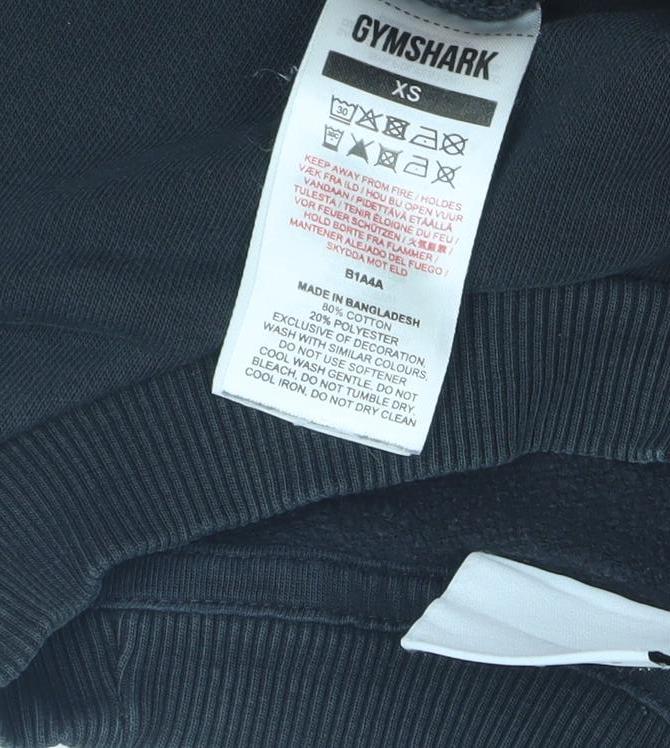 GYMSHARK
XS
30
KEEP AWAY FROM FIRE / HOLDES
VÆK FRA ILD / HOU BIJ OPEN VUUR
VANDAAN / PIDETTÄVÄ ETÄÄLLÄ
TULESTA / TENIR ÉLOIGNÉ DU FEU /
VOR FEUER SCHÜTZEN / 火気厳禁 /
HOLD BORTE FRA FLAMMER /
MANTENER ALEJADO DEL FUEGO /
SKYDDA MOT ELD
B1A4A
MADE IN BANGLADESH
80% COTTON
20% POLYESTER
EXCLUSIVE OF DECORATION,
WASH WITH SIMILAR COLOURS,
DO NOT USE SOFTENER
COOL WASH GENTLE, DO NOT
BLEACH, DO NOT TUMBLE DRY,
COOL IRON, DO NOT DRY CLEAN